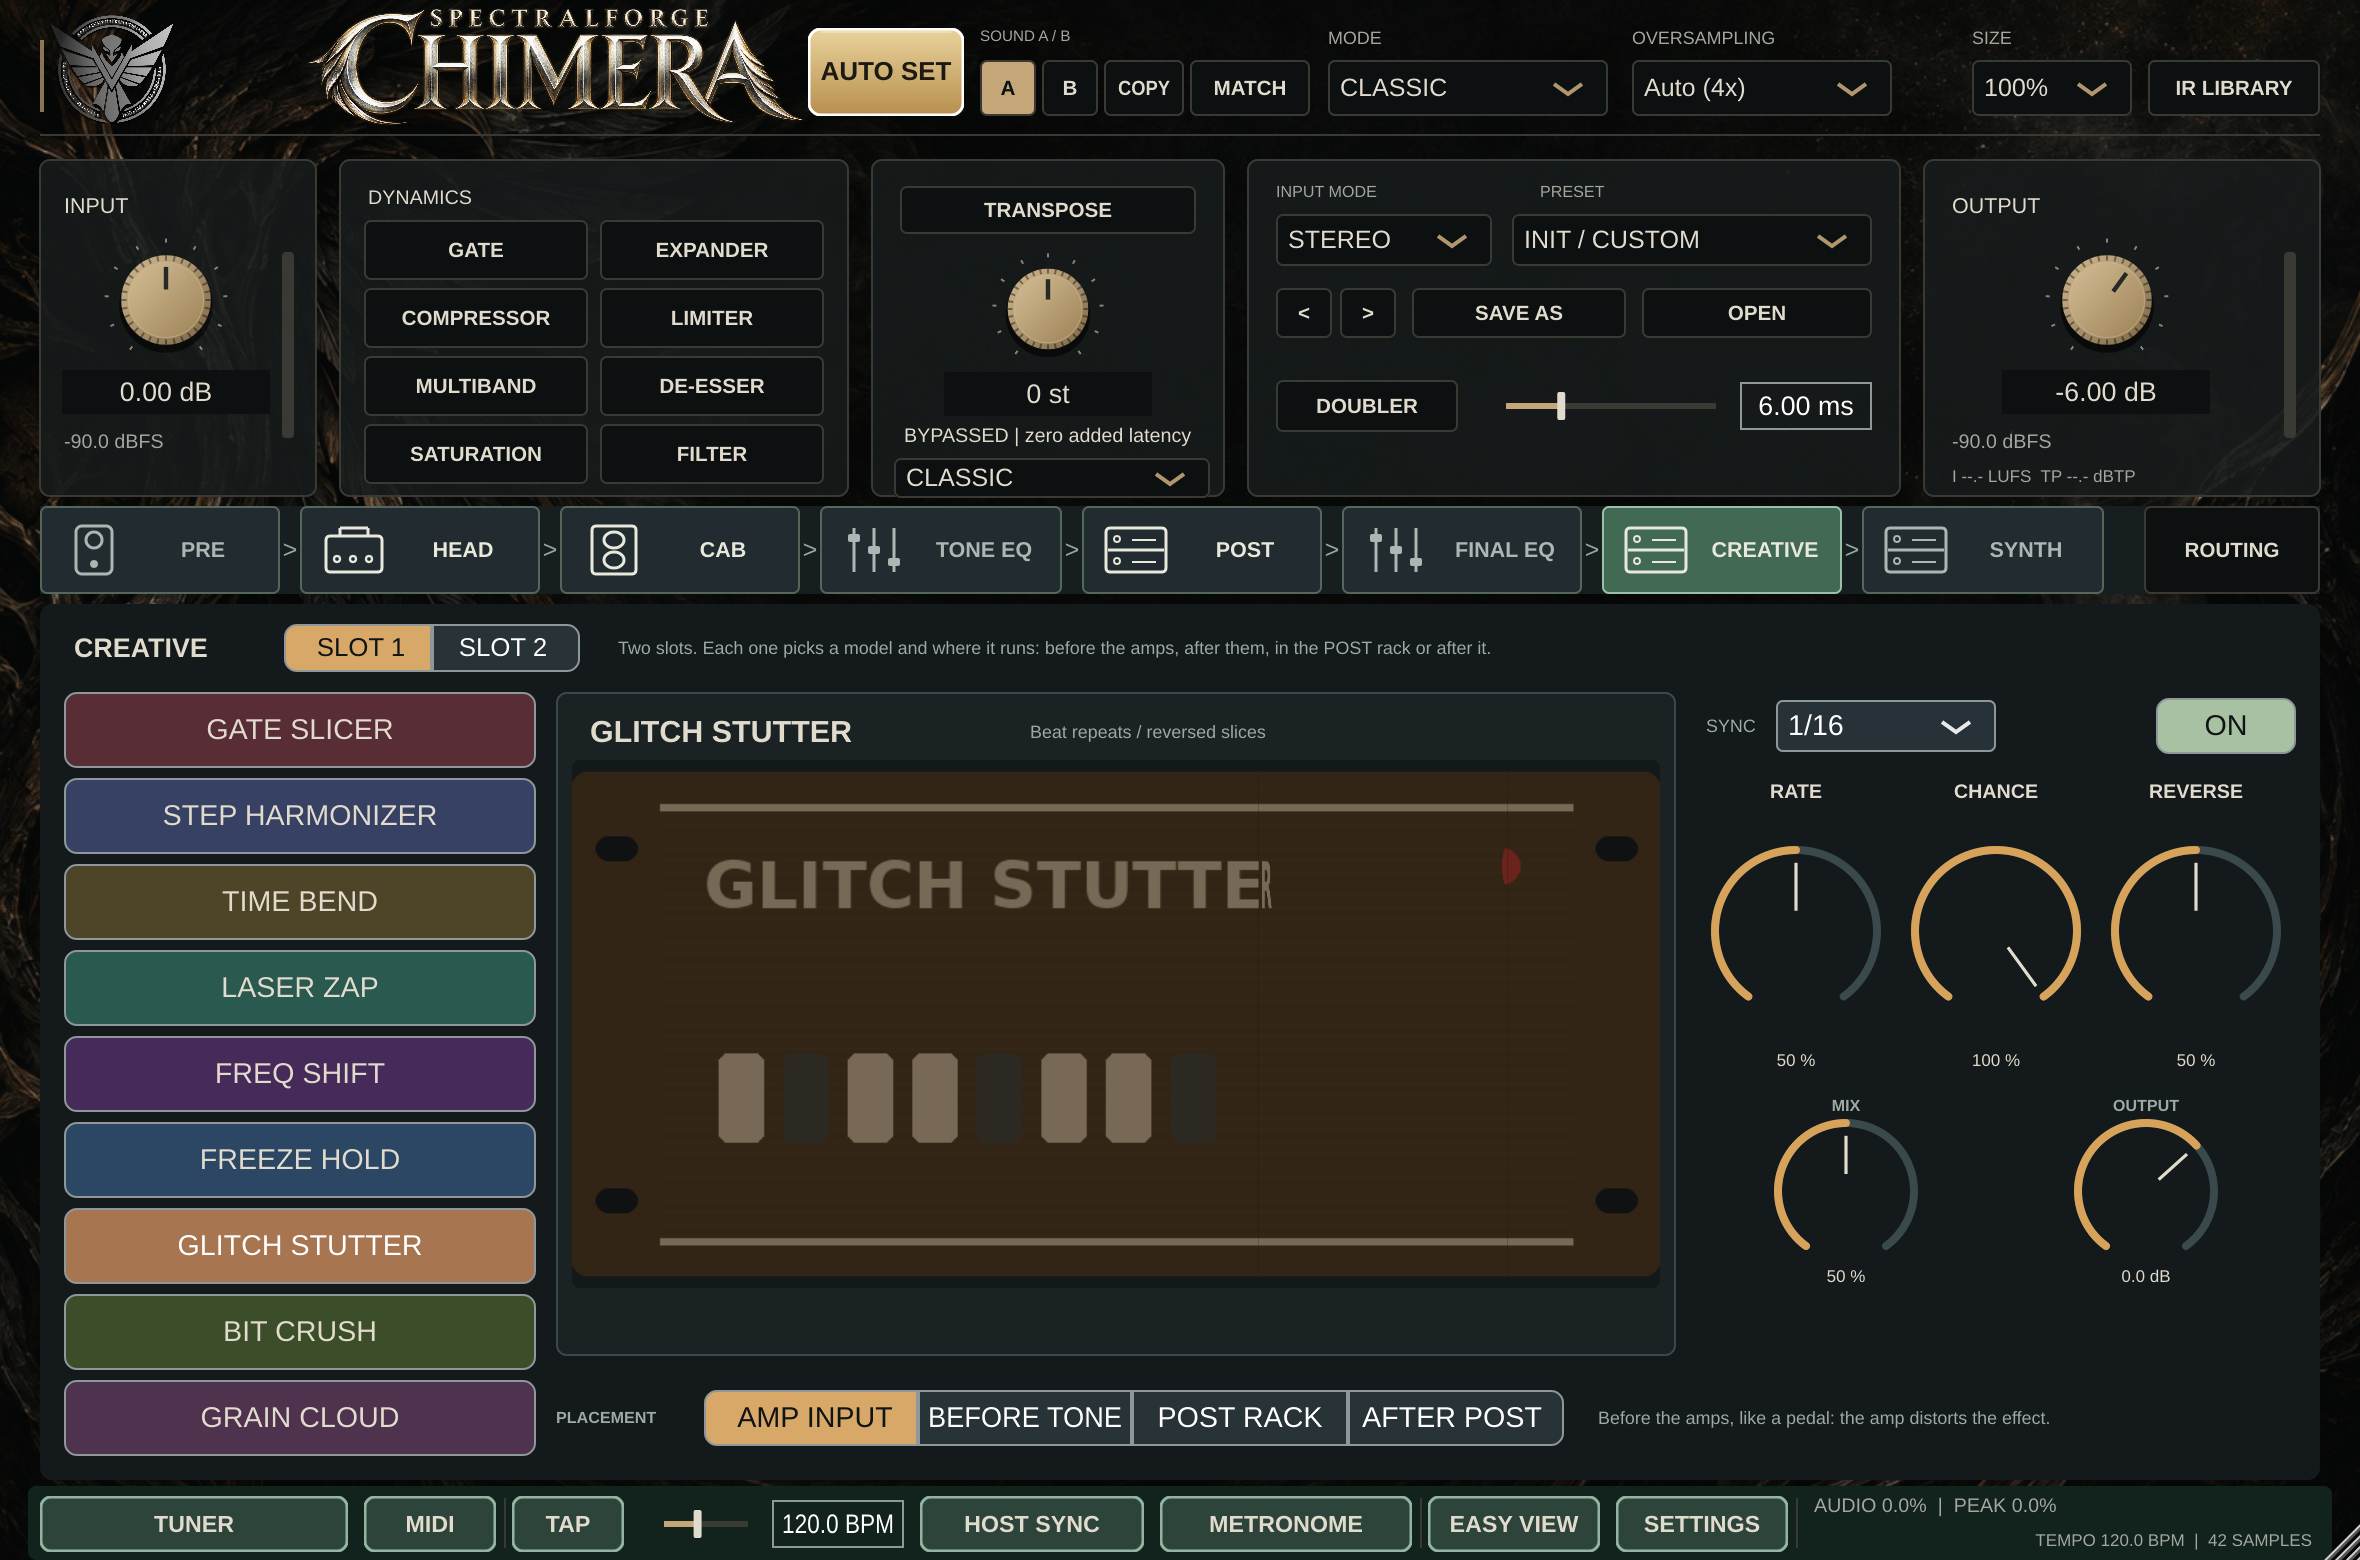 SPECTRALFORGE
CHIMERA
AUTO SET
SOUND A / B
A
B
COPY
MATCH
MODE
CLASSIC
OVERSAMPLING
Auto (4x)
SIZE
100%
IR LIBRARY
INPUT
0.00 dB
-90.0 dBFS
DYNAMICS
GATE
EXPANDER
COMPRESSOR
LIMITER
MULTIBAND
DE-ESSER
SATURATION
FILTER
TRANSPOSE
0 st
BYPASSED | zero added latency
CLASSIC
INPUT MODE
PRESET
STEREO
INIT / CUSTOM
<
>
SAVE AS
OPEN
DOUBLER
6.00 ms
OUTPUT
-6.00 dB
-90.0 dBFS
I --.- LUFS TP --.- dBTP
PRE > HEAD > CAB > TONE EQ > POST > FINAL EQ > CREATIVE > SYNTH
ROUTING
CREATIVE
SLOT 1
SLOT 2
Two slots. Each one picks a model and where it runs: before the amps, after them, in the POST rack or after it.
GATE SLICER
STEP HARMONIZER
TIME BEND
LASER ZAP
FREQ SHIFT
FREEZE HOLD
GLITCH STUTTER
BIT CRUSH
GRAIN CLOUD
GLITCH STUTTER
Beat repeats / reversed slices
GLITCH STUTTER
SYNC
1/16
ON
RATE
CHANCE
REVERSE
50 %
100 %
50 %
MIX
OUTPUT
50 %
0.0 dB
PLACEMENT
AMP INPUT
BEFORE TONE
POST RACK
AFTER POST
Before the amps, like a pedal: the amp distorts the effect.
TUNER
MIDI
TAP
120.0 BPM
HOST SYNC
METRONOME
EASY VIEW
SETTINGS
AUDIO 0.0% | PEAK 0.0%
TEMPO 120.0 BPM | 42 SAMPLES